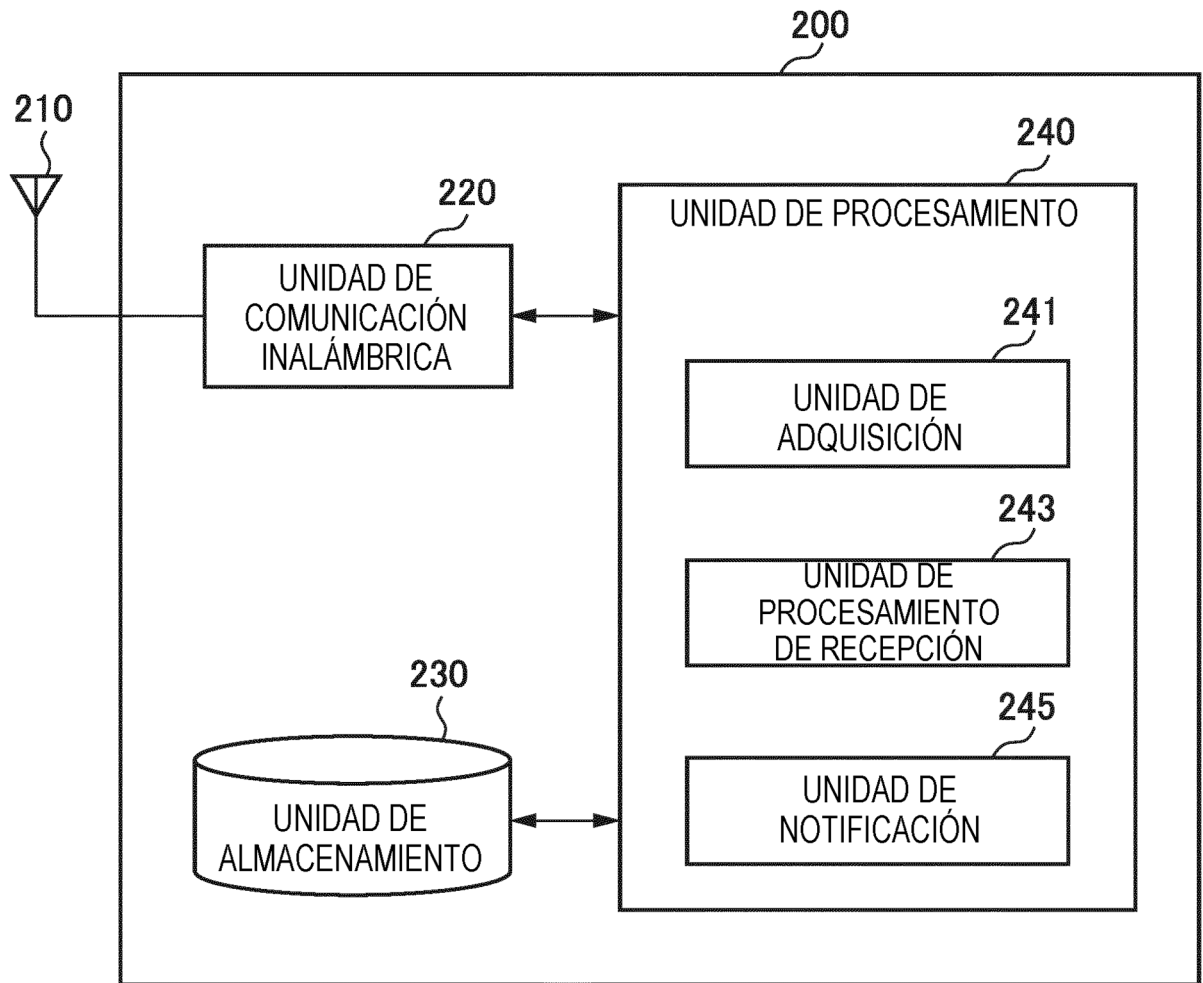 200
210
240
UNIDAD DE PROCESAMIENTO
220
UNIDAD DE
COMUNICACIÓN
INALÁMBRICA
241
UNIDAD DE
ADQUISICIÓN
243
UNIDAD DE
PROCESAMIENTO
DE RECEPCIÓN
230
UNIDAD DE
ALMACENAMIENTO
245
UNIDAD DE
NOTIFICACIÓN